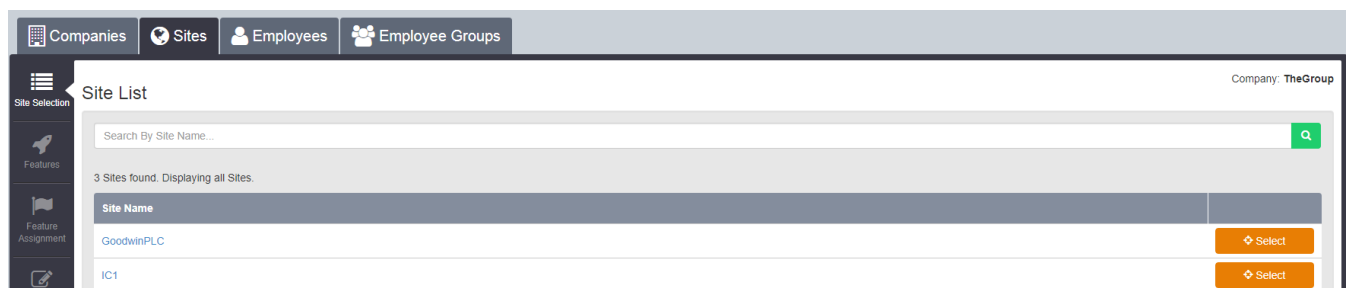 Companies
Sites
Employees
Employee Groups
Site Selection
Features
Feature
Assignment
Site List
Company: TheGroup
Search By Site Name...
3 Sites found. Displaying all Sites.
Site Name
GoodwinPLC
Select
IC1
Select